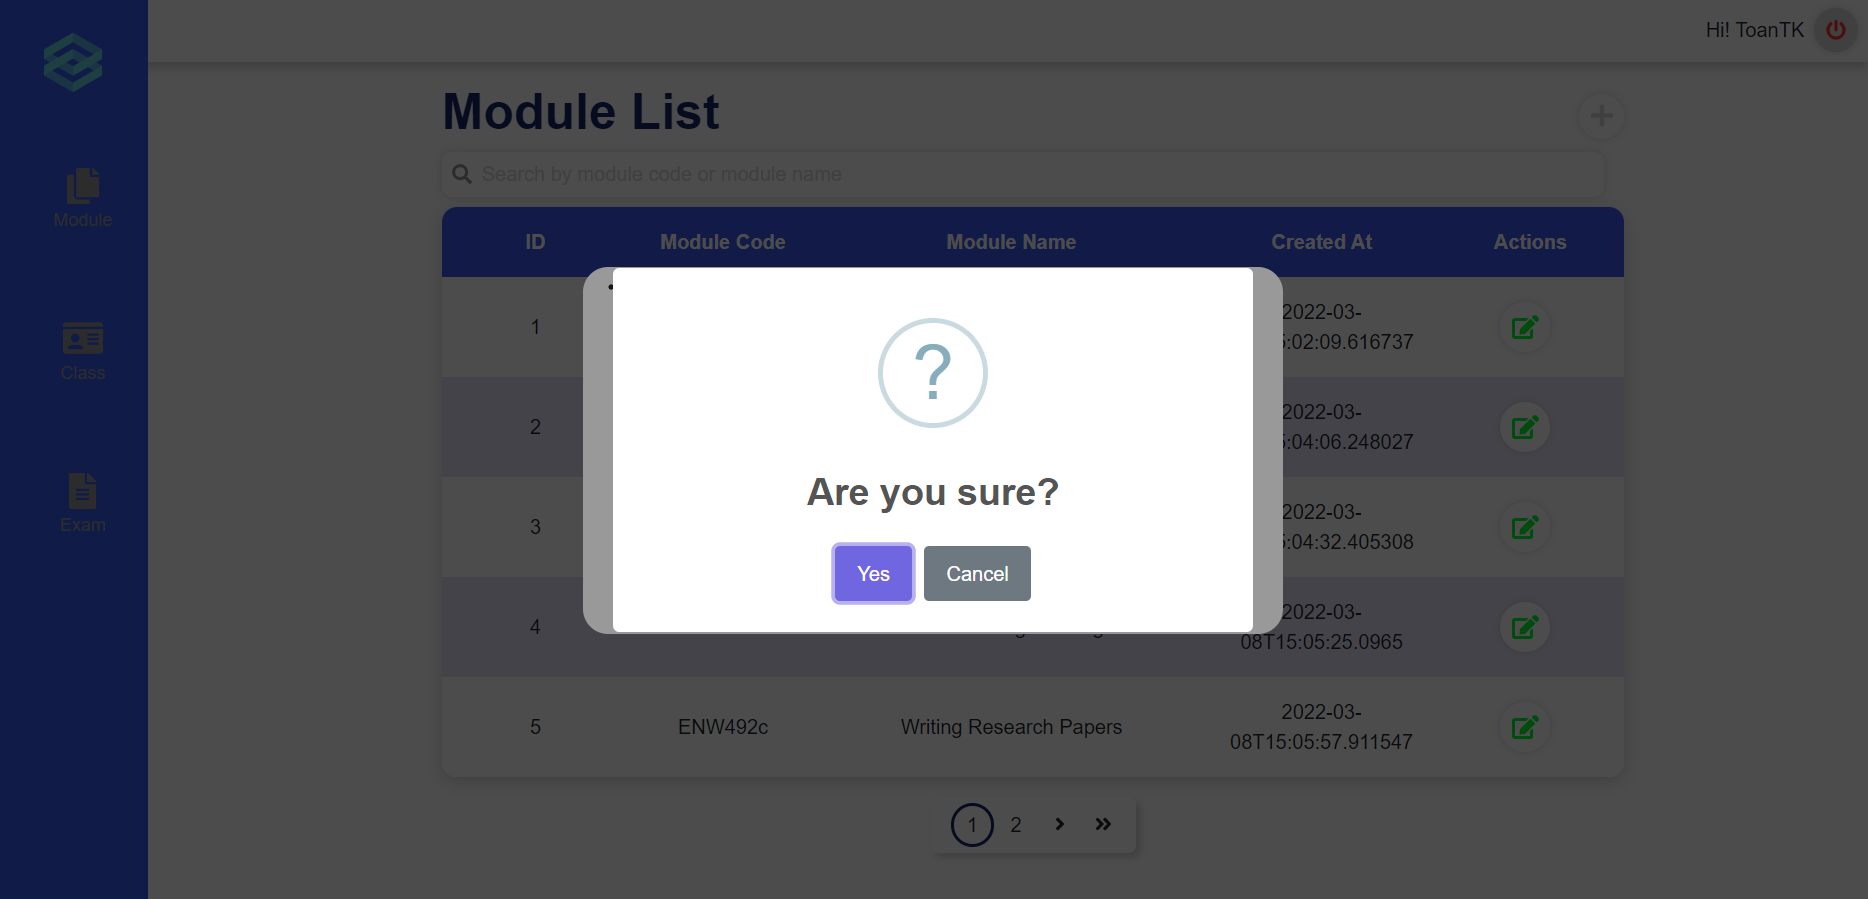 Hi! ToanTK
Module List
Search by module code or module name
Module
Class
Exam
ID Module Code Module Name Created At Actions
1 2022-03-
5:02:09.616737
2 2022-03-
5:04:06.248027
3 2022-03-
5:04:32.405308
4 2022-03-
08T15:05:25.0965
5 ENW492c Writing Research Papers 2022-03-
08T15:05:57.911547
?
Are you sure?
Yes Cancel
1 2